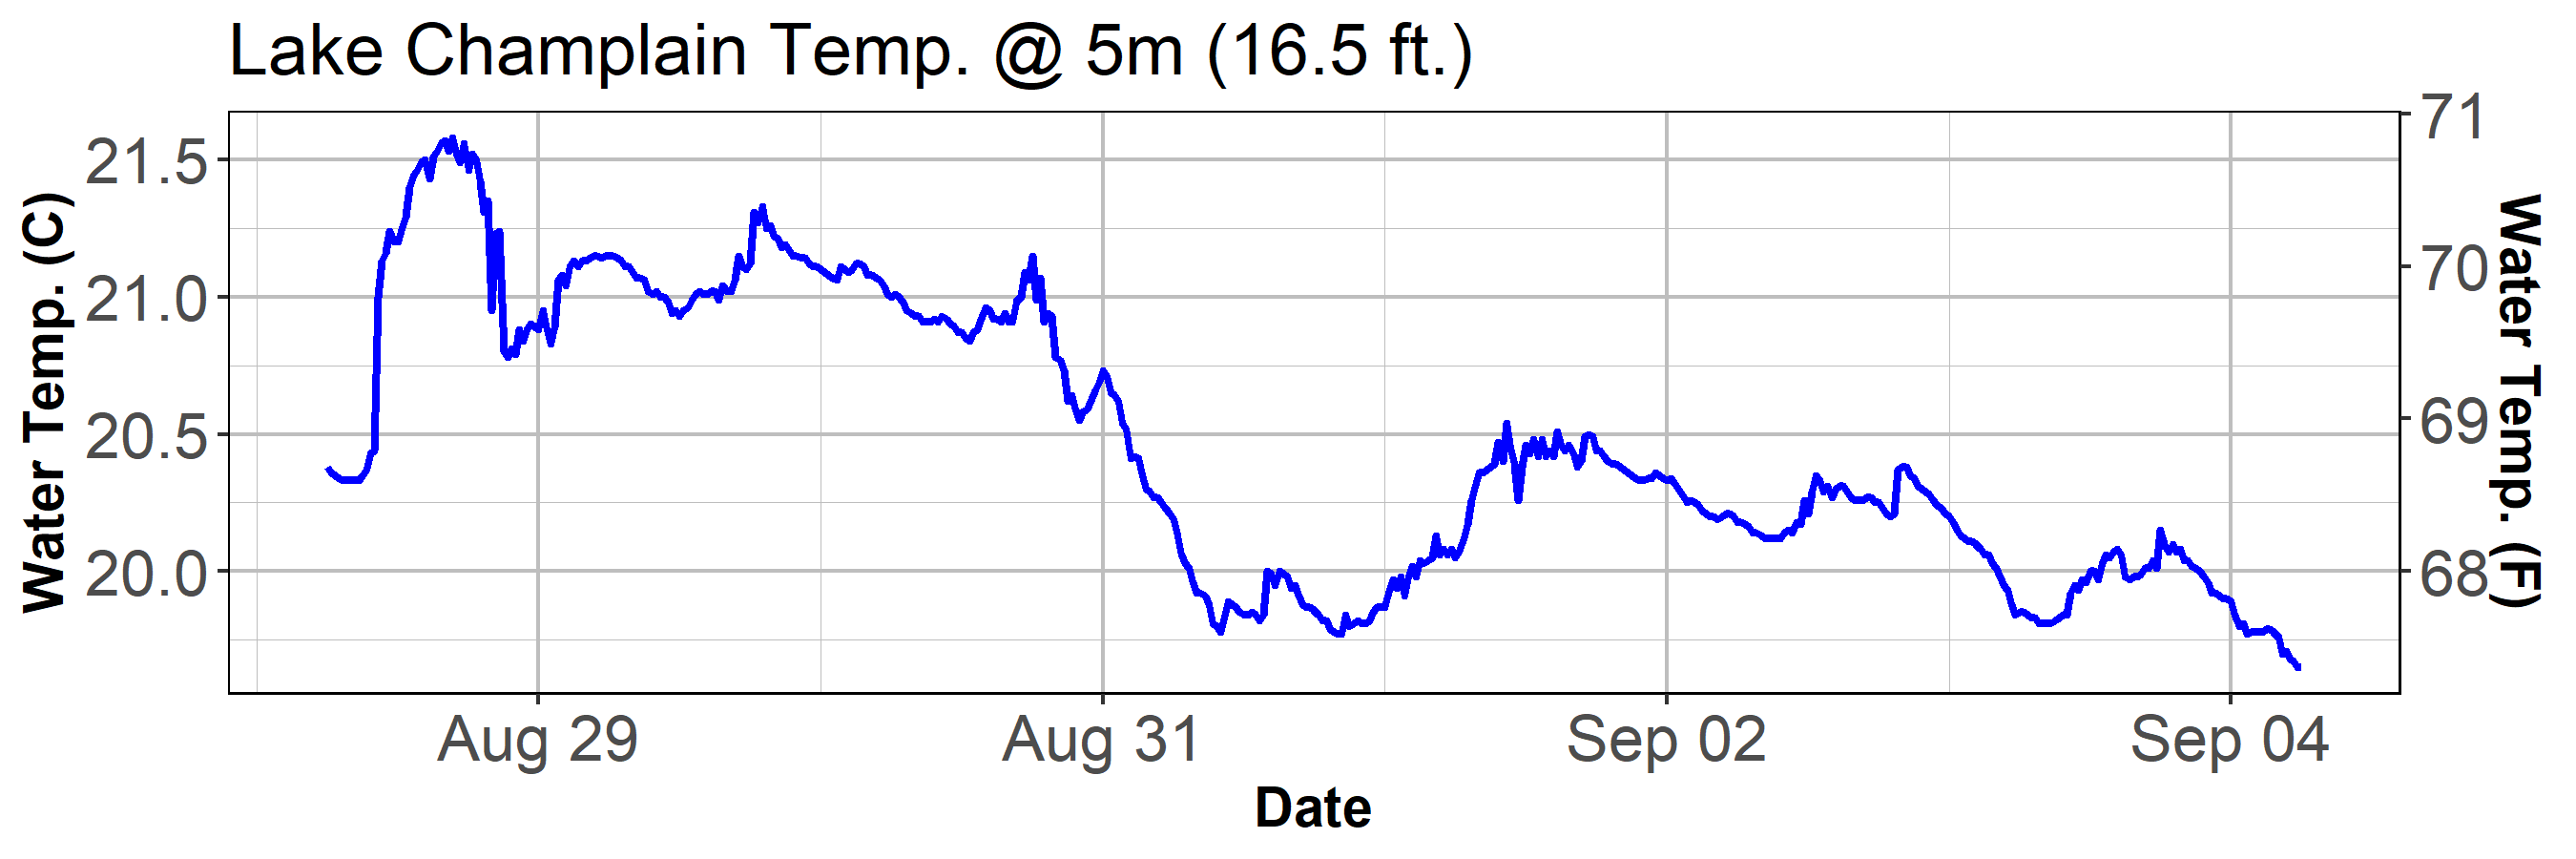 Lake Champlain Temp. @ 5m (16.5 ft.)
Water Temp. (C)
21.5
21.0
20.5
20.0
71
70
69
68
Water Temp. (F)
Aug 29
Aug 31
Sep 02
Sep 04
Date